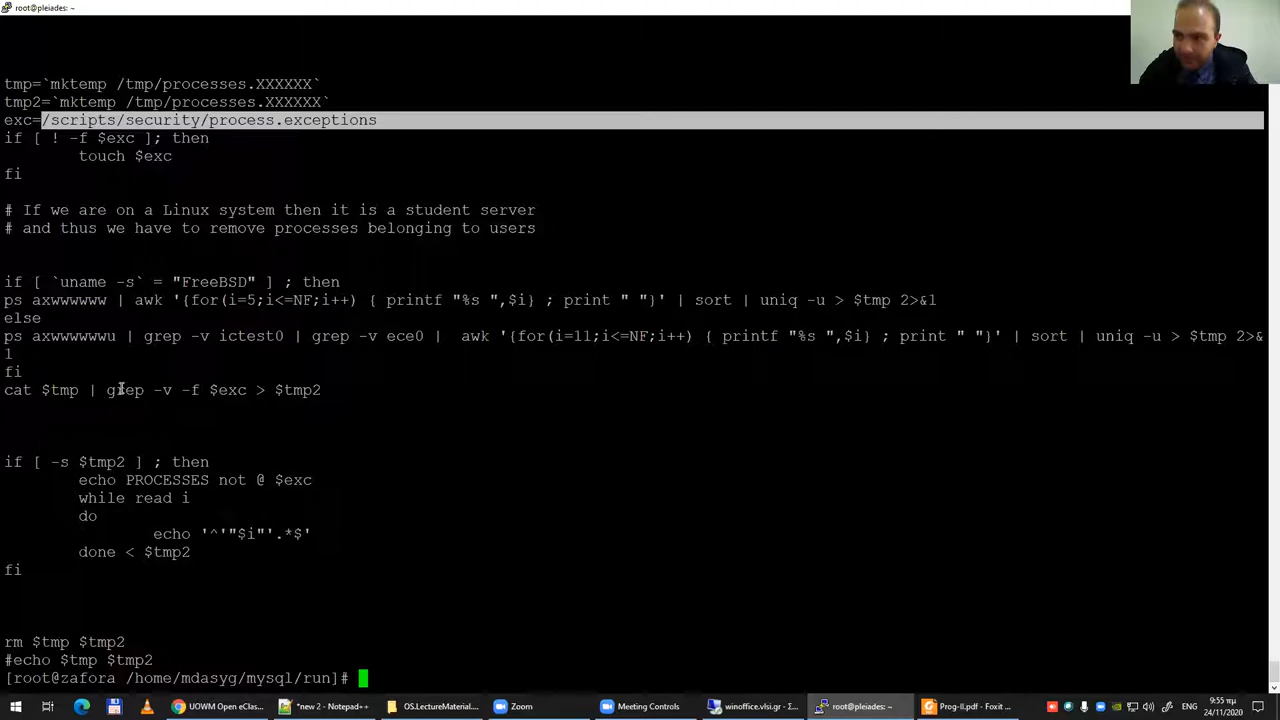 root@pleiades: ~
tmp=`mktemp /tmp/processes.XXXXXX`
tmp2=`mktemp /tmp/processes.XXXXXX`
exc=/scripts/security/process.exceptions
if [ ! -f $exc ]; then
        touch $exc
fi
# If we are on a Linux system then it is a student server
# and thus we have to remove processes belonging to users
if [ `uname -s` = "FreeBSD" ] ; then
ps axwwwwww | awk '{for(i=5;i<=NF;i++) { printf "%s ",$i} ; print " "}' | sort | uniq -u > $tmp 2>&1
else
ps axwwwwwwu | grep -v ictest0 | grep -v ece0 |  awk '{for(i=11;i<=NF;i++) { printf "%s ",$i} ; print " "}' | sort | uniq -u > $tmp 2>&
1
fi
cat $tmp | grep -v -f $exc > $tmp2
if [ -s $tmp2 ] ; then
        echo PROCESSES not @ $exc
        while read i
        do
                echo '^'"$i"'.*$'
        done < $tmp2
fi
rm $tmp $tmp2
#echo $tmp $tmp2
[root@zafora /home/mdasyg/mysql/run]#
UOWM Open eClas...
*new 2 - Notepad++
OS.LectureMaterial...
Zoom
Meeting Controls
winoffice.vlsi.gr - Σ...
root@pleiades: ~
Prog-II.pdf - Foxit ...
ENG
9:55 πμ
24/11/2020